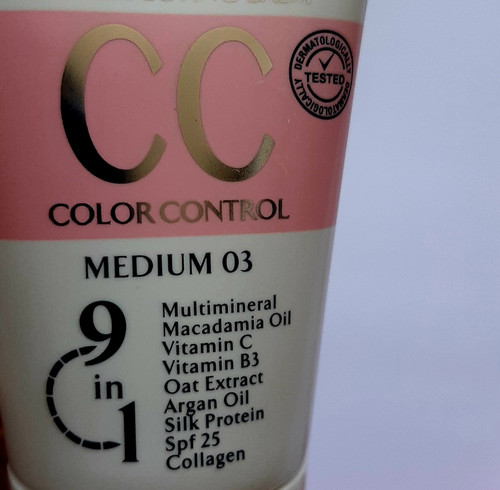 CC
DERMATOLOGICALLY
TESTED
DERMATOLOGICALLY
COLOR CONTROL
MEDIUM 03
9
in
1
Multimineral
Macadamia Oil
Vitamin C
Vitamin B3
Oat Extract
Argan Oil
Silk Protein
Spf 25
Collagen